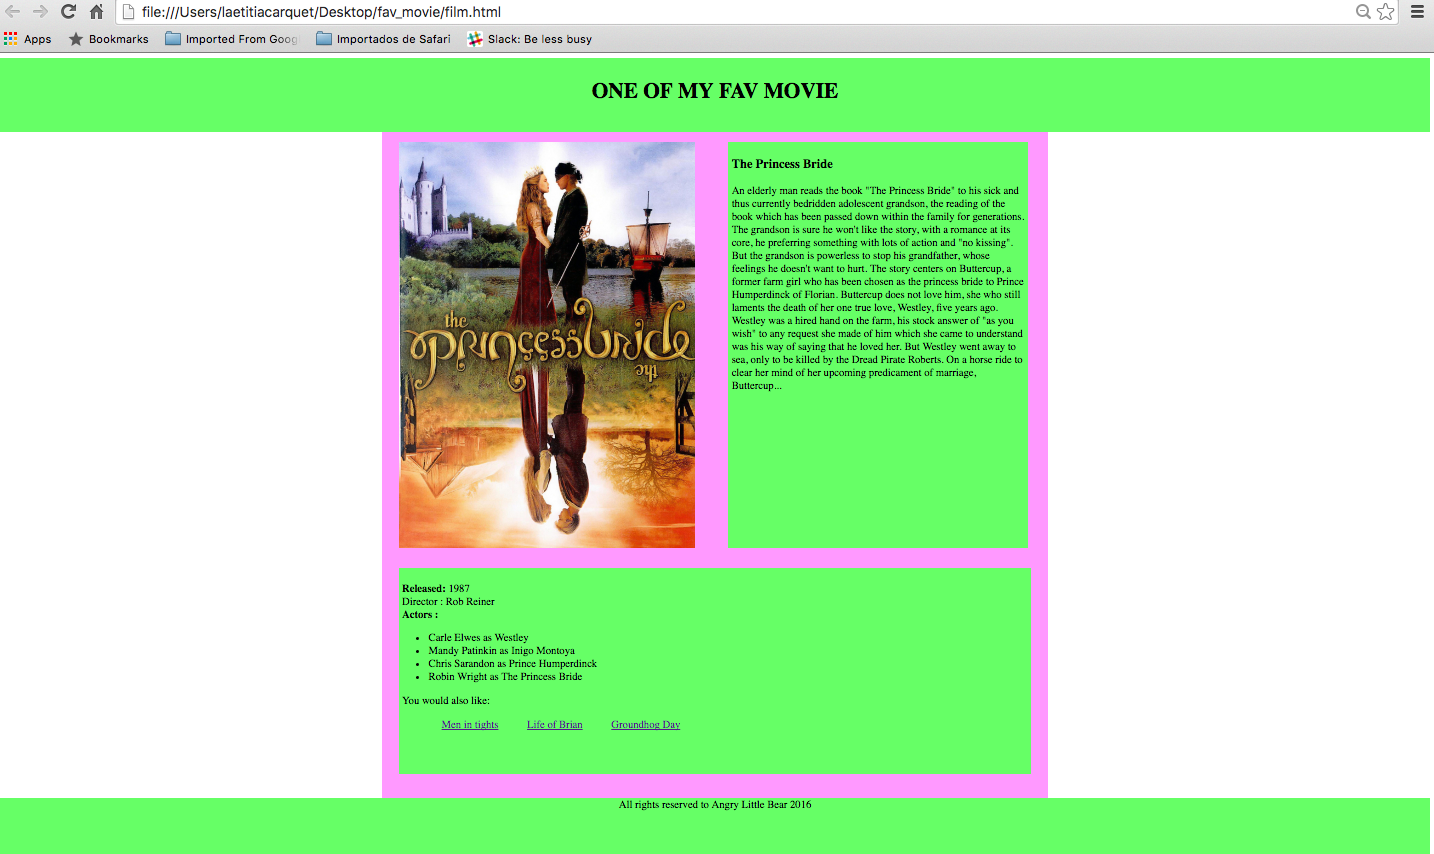 file:///Users/laetitiacarquet/Desktop/fav_movie/film.html
Apps Bookmarks Imported From Goog Importados de Safari Slack: Be less busy
ONE OF MY FAV MOVIE
the
princess bride
the
The Princess Bride
An elderly man reads the book "The Princess Bride" to his sick and
thus currently bedridden adolescent grandson, the reading of the
book which has been passed down within the family for generations.
The grandson is sure he won't like the story, with a romance at its
core, he preferring something with lots of action and "no kissing".
But the grandson is powerless to stop his grandfather, whose
feelings he doesn't want to hurt. The story centers on Buttercup, a
former farm girl who has been chosen as the princess bride to Prince
Humperdinck of Florian. Buttercup does not love him, she who still
laments the death of her one true love, Westley, five years ago.
Westley was a hired hand on the farm, his stock answer of "as you
wish" to any request she made of him which she came to understand
was his way of saying that he loved her. But Westley went away to
sea, only to be killed by the Dread Pirate Roberts. On a horse ride to
clear her mind of her upcoming predicament of marriage,
Buttercup...
Released: 1987
Director : Rob Reiner
Actors :
• Carle Elwes as Westley
• Mandy Patinkin as Inigo Montoya
• Chris Sarandon as Prince Humperdinck
• Robin Wright as The Princess Bride
You would also like:
Men in tights Life of Brian Groundhog Day
All rights reserved to Angry Little Bear 2016